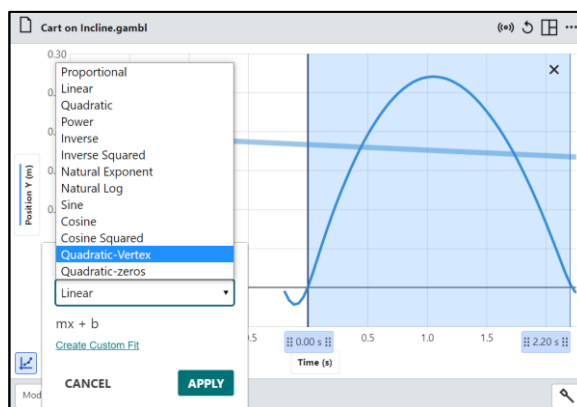 Cart on Incline.gambl
0.30
Proportional
Linear
Quadratic
Power
Inverse
Inverse Squared
Natural Exponent
Natural Log
Sine
Cosine
Cosine Squared
Quadratic-Vertex
Quadratic-zeros
Linear
mx + b
Create Custom Fit
CANCEL
APPLY
Position Y (m)
0.00 s
0.5
1.0
1.5
2.20 s
Time (s)